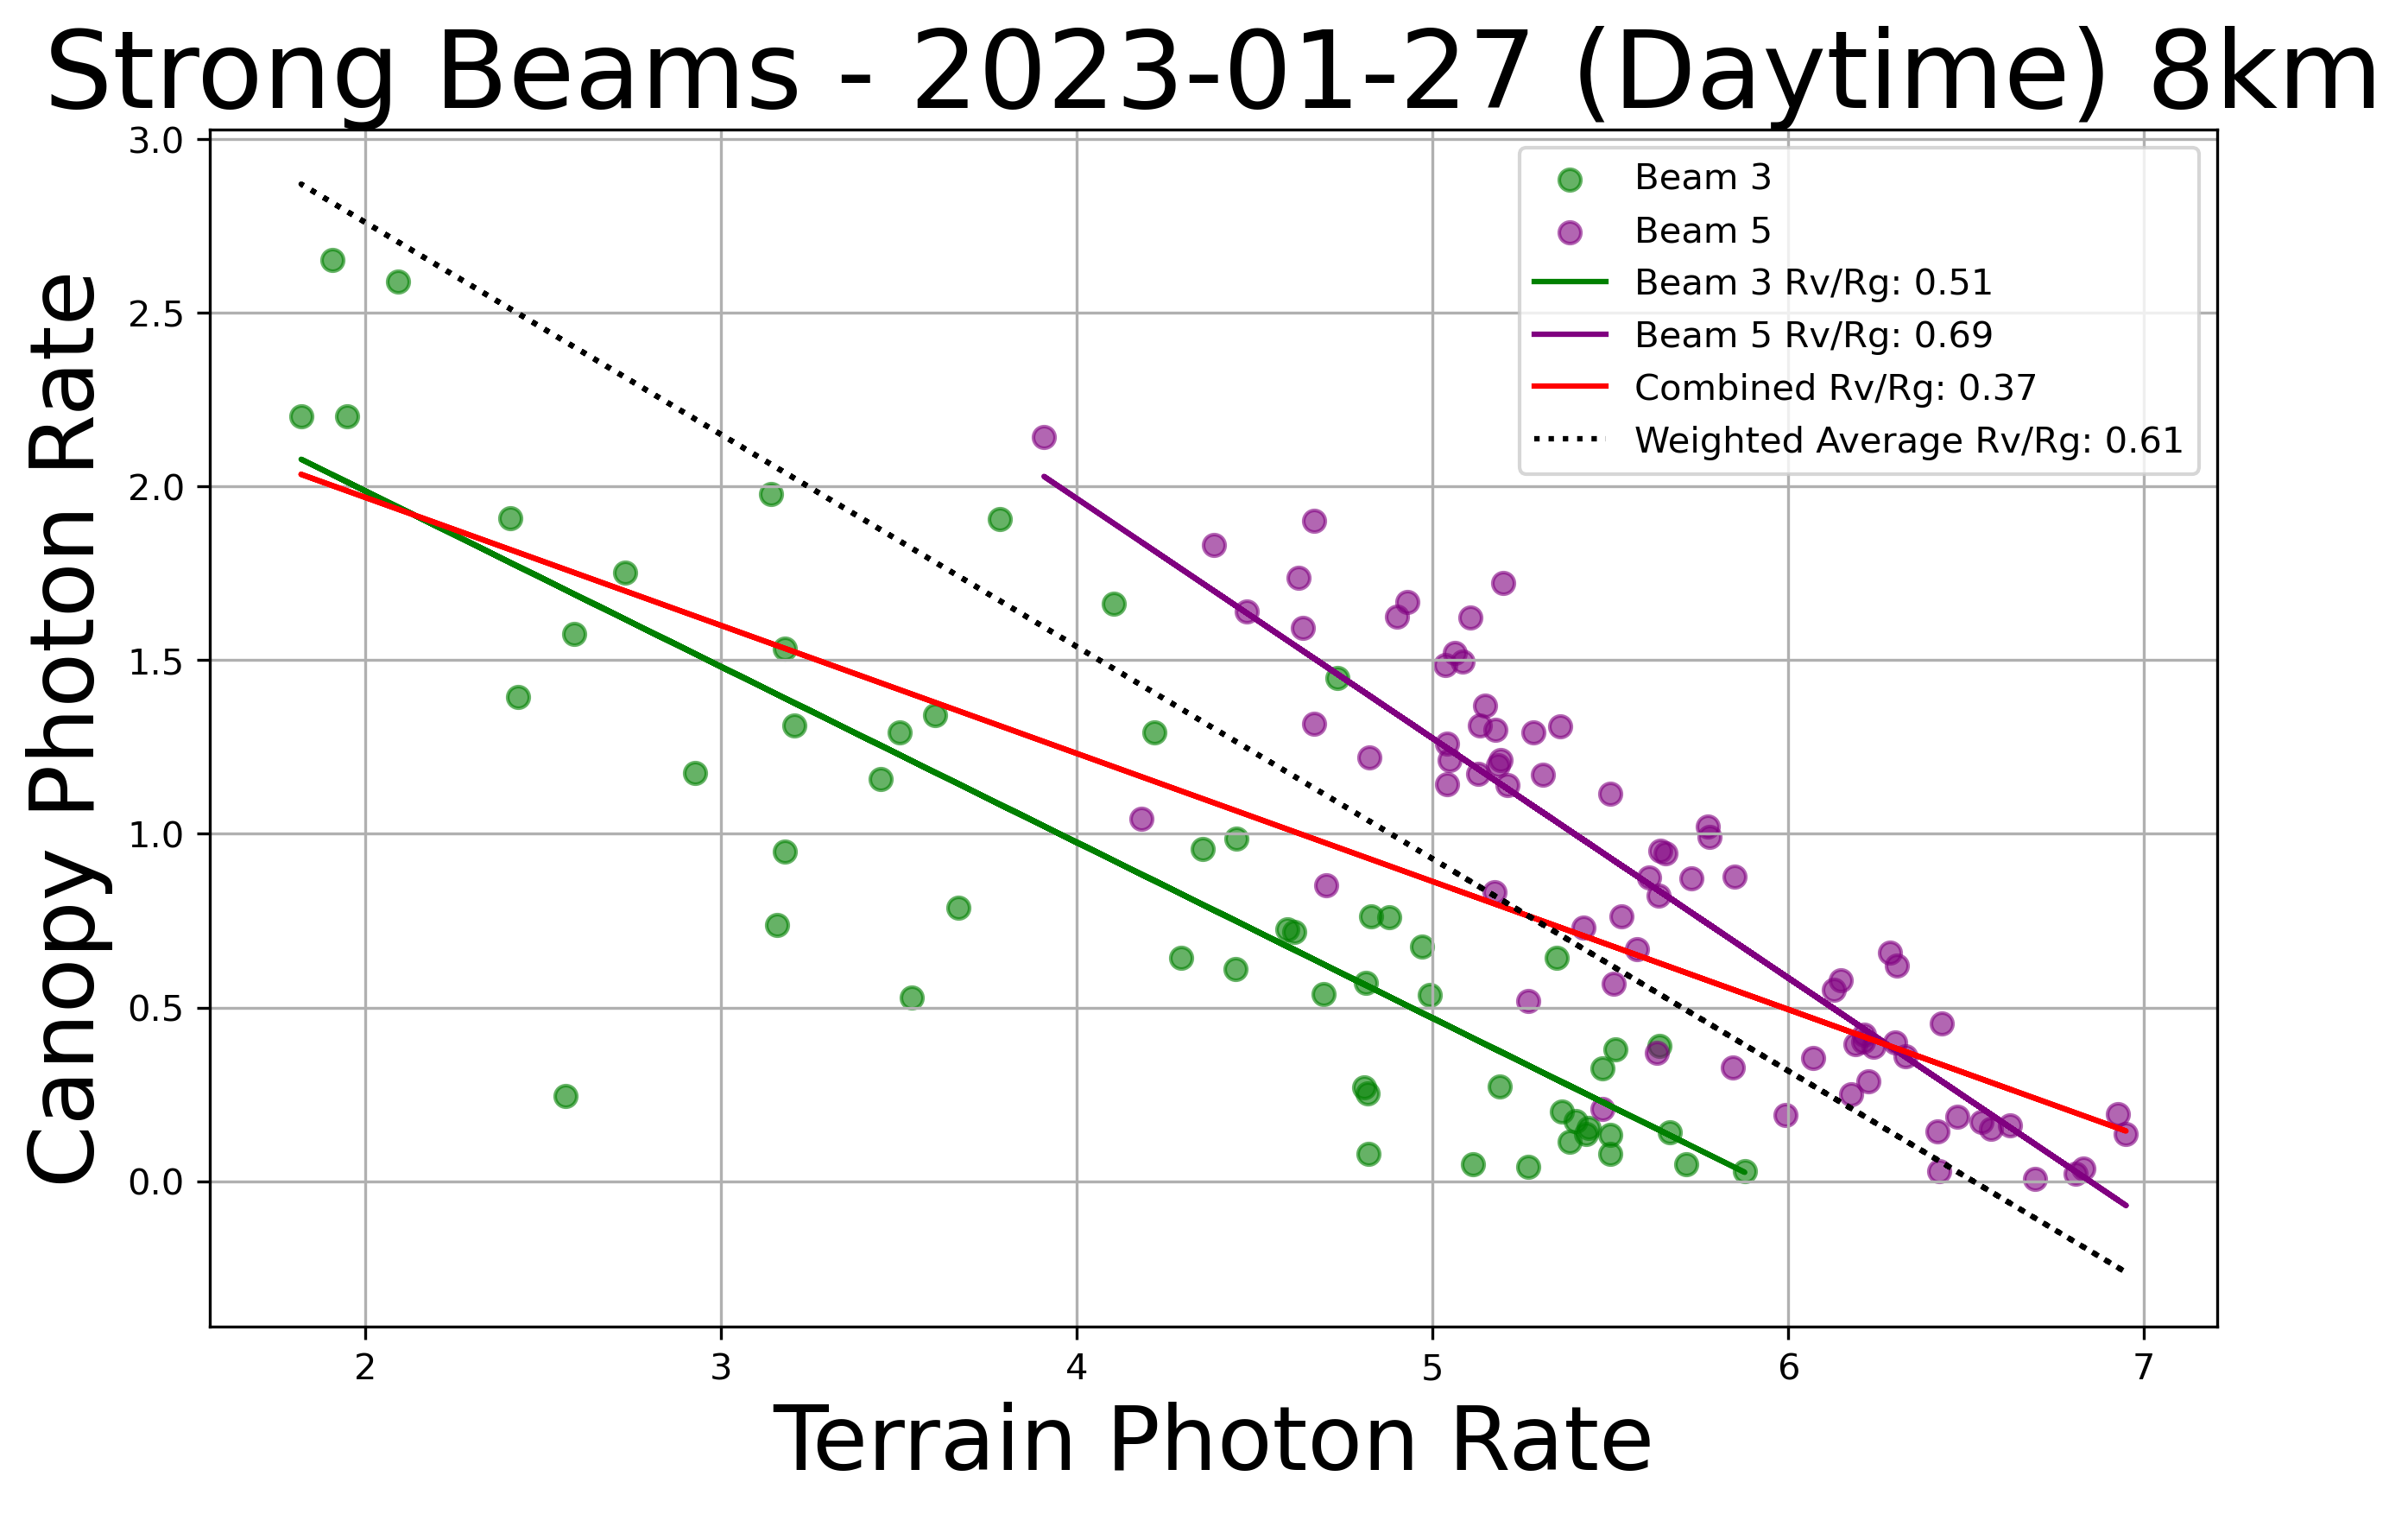 Strong Beams - 2023-01-27 (Daytime) 8km
Canopy Photon Rate
3.0
2.5
2.0
1.5
1.0
0.5
0.0
Beam 3
Beam 5
Beam 3 Rv/Rg: 0.51
Beam 5 Rv/Rg: 0.69
Combined Rv/Rg: 0.37
Weighted Average Rv/Rg: 0.61
2 3 4 5 6 7
Terrain Photon Rate